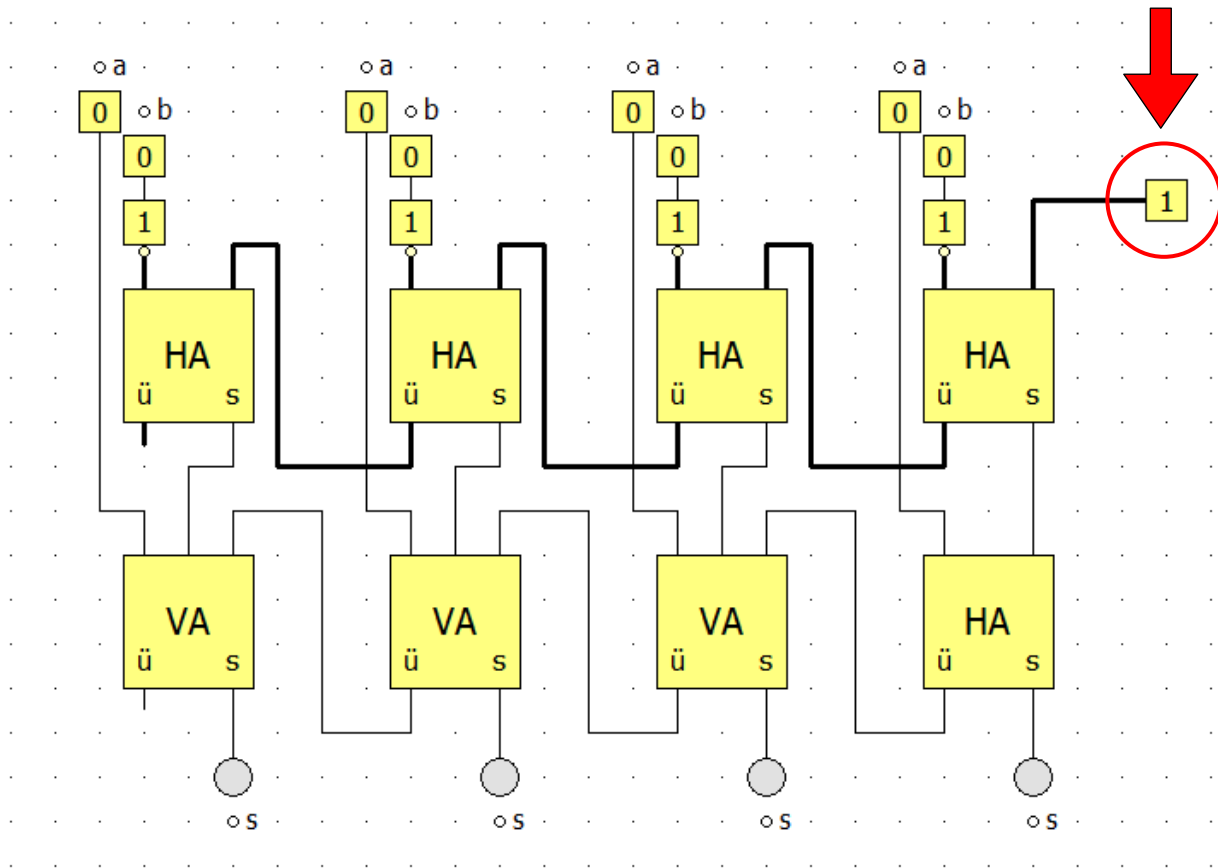 a a a a
0 b 0 b 0 b 0 b
0 0 0 0
1 1 1 1 1
HA HA HA HA
ü s ü s ü s ü s
VA VA VA HA
ü s ü s ü s ü s
s s s s